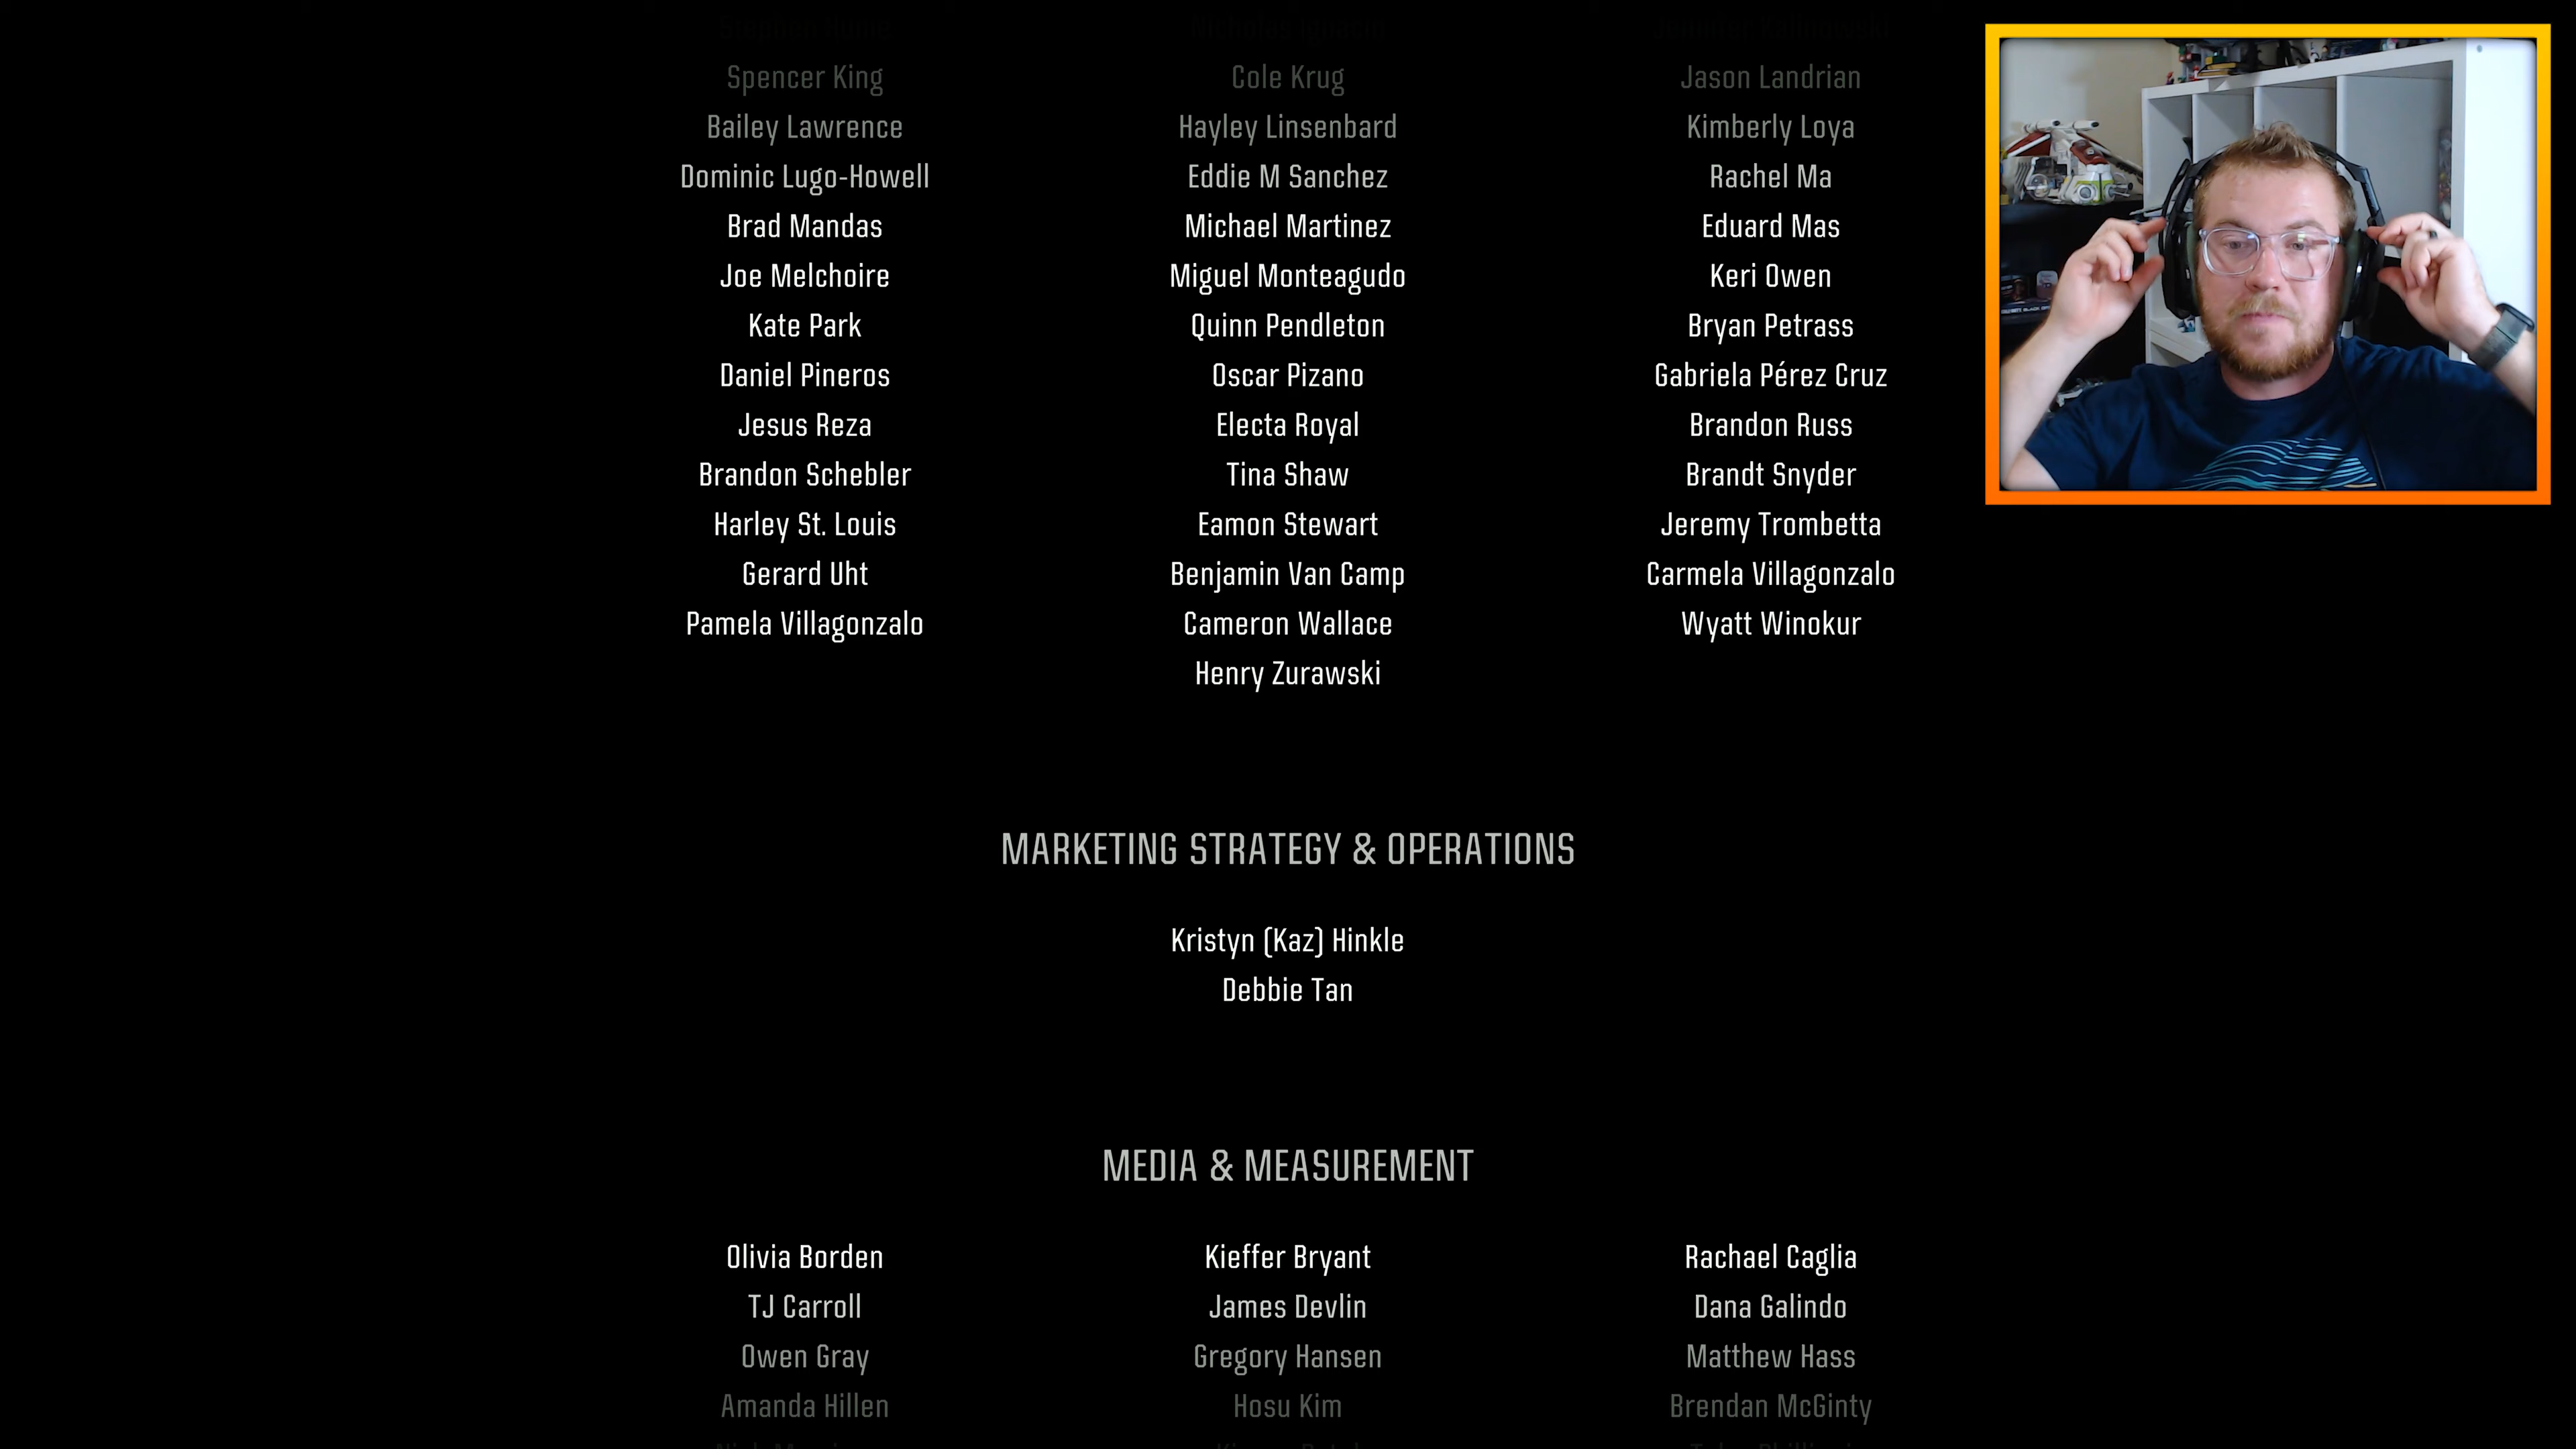 Spencer King Cole Krug Jason Landrian
Bailey Lawrence Hayley Linsenbard Kimberly Loya
Dominic Lugo-Howell Eddie M Sanchez Rachel Ma
Brad Mandas Michael Martinez Eduard Mas
Joe Melchoire Miguel Monteagudo Keri Owen
Kate Park Quinn Pendleton Bryan Petrass
Daniel Pineros Oscar Pizano Gabriela Pérez Cruz
Jesus Reza Electa Royal Brandon Russ
Brandon Schebler Tina Shaw Brandt Snyder
Harley St. Louis Eamon Stewart Jeremy Trombetta
Gerard Uht Benjamin Van Camp Carmela Villagonzalo
Pamela Villagonzalo Cameron Wallace Wyatt Winokur
Henry Zurawski
MARKETING STRATEGY & OPERATIONS
Kristyn (Kaz) Hinkle
Debbie Tan
MEDIA & MEASUREMENT
Olivia Borden Kieffer Bryant Rachael Caglia
TJ Carroll James Devlin Dana Galindo
Owen Gray Gregory Hansen Matthew Hass
Amanda Hillen Hosu Kim Brendan McGinty